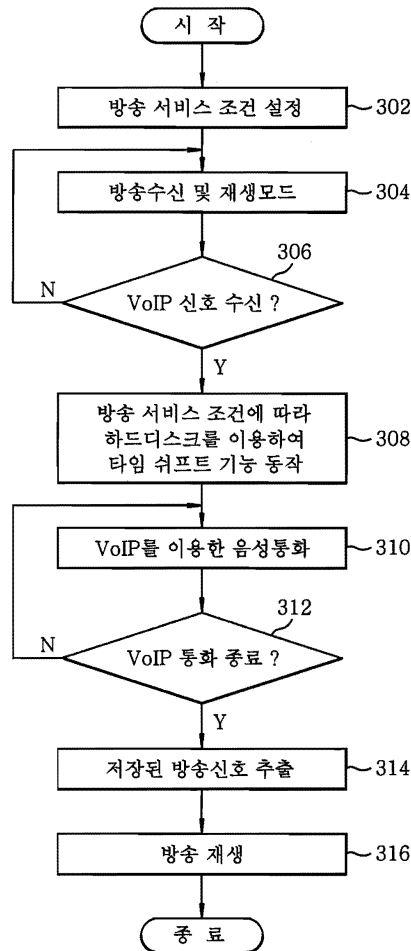 시 작
방송 서비스 조건 설정
302
방송수신 및 재생모드
304
306
VoIP 신호 수신 ?
N
Y
방송 서비스 조건에 따라
하드디스크를 이용하여
타임 쉬프트 기능 동작
308
VoIP를 이용한 음성통화
310
312
VoIP 통화 종료 ?
N
Y
저장된 방송신호 추출
314
방송 재생
316
종 료